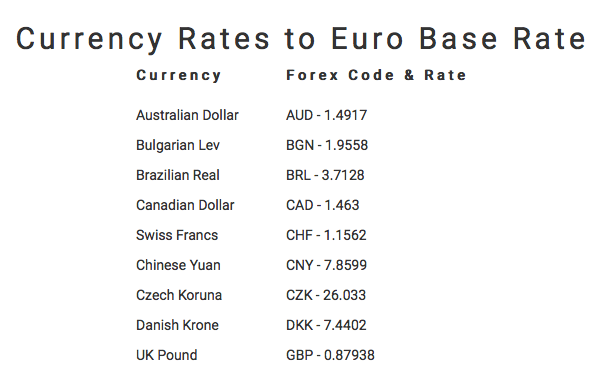 Currency Rates to Euro Base Rate
Currency Forex Code & Rate
Australian Dollar AUD - 1.4917
Bulgarian Lev BGN - 1.9558
Brazilian Real BRL - 3.7128
Canadian Dollar CAD - 1.463
Swiss Francs CHF - 1.1562
Chinese Yuan CNY - 7.8599
Czech Koruna CZK - 26.033
Danish Krone DKK - 7.4402
UK Pound GBP - 0.87938